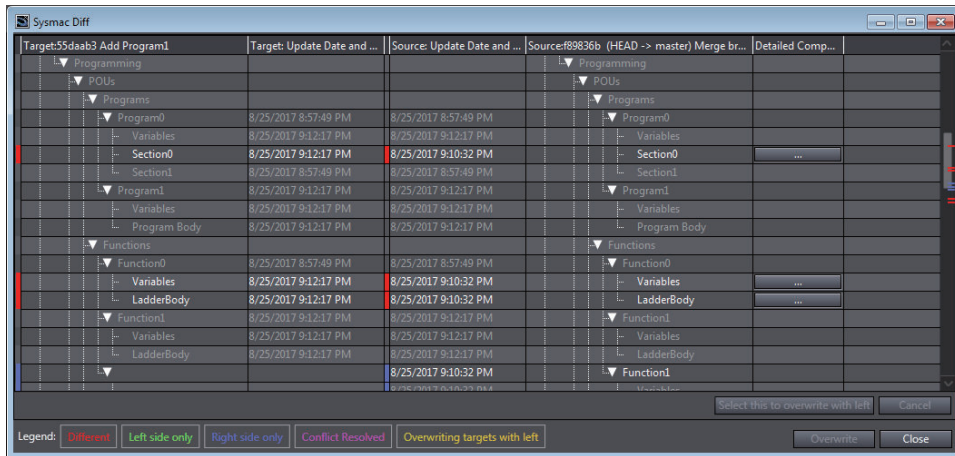 Sysmac Diff
Target:55daab3 Add Program1 Target: Update Date and ... Source: Update Date and ... Source:f89836b (HEAD -> master) Merge br... Detailed Comp...
Programming Programming
POUs POUs
Programs Programs
Program0 8/25/2017 8:57:49 PM 8/25/2017 8:57:49 PM Program0
Variables 8/25/2017 9:12:17 PM 8/25/2017 9:12:17 PM Variables
Section0 8/25/2017 9:12:17 PM 8/25/2017 9:10:32 PM Section0 ...
Section1 8/25/2017 8:57:49 PM 8/25/2017 8:57:49 PM Section1
Program1 8/25/2017 9:12:17 PM 8/25/2017 9:12:17 PM Program1
Variables 8/25/2017 9:12:17 PM 8/25/2017 9:12:17 PM Variables
Program Body 8/25/2017 9:12:17 PM 8/25/2017 9:12:17 PM Program Body
Functions Functions
Function0 8/25/2017 8:57:49 PM 8/25/2017 8:57:49 PM Function0
Variables 8/25/2017 9:12:17 PM 8/25/2017 9:10:32 PM Variables ...
LadderBody 8/25/2017 9:12:17 PM 8/25/2017 9:10:32 PM LadderBody ...
Function1 8/25/2017 9:12:17 PM 8/25/2017 9:12:17 PM Function1
Variables 8/25/2017 9:12:17 PM 8/25/2017 9:12:17 PM Variables
LadderBody 8/25/2017 9:12:17 PM 8/25/2017 9:12:17 PM LadderBody
8/25/2017 9:10:32 PM Function1
8/25/2017 9:10:32 PM Variables
Select this to overwrite with left Cancel
Legend: Different Left side only Right side only Conflict Resolved Overwriting targets with left Overwrite Close